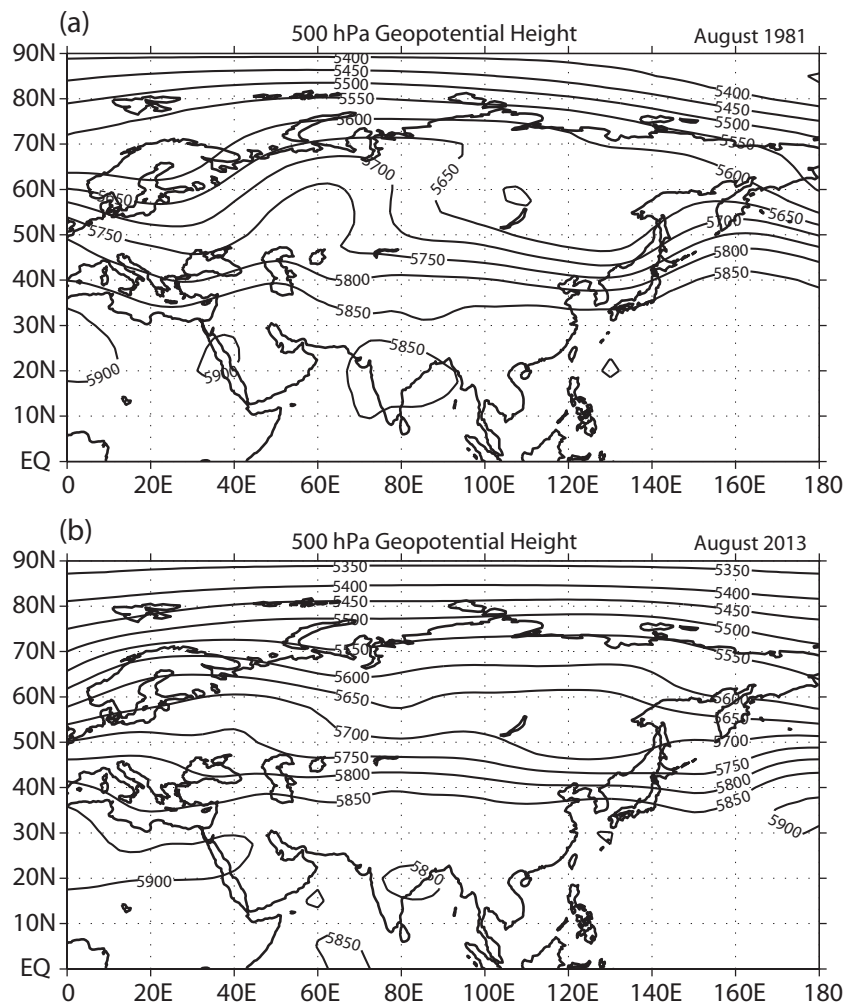 (a)
500 hPa Geopotential Height August 1981
90N
5400
5450
5400
80N
5500
5450
5550
5500
5600
5550
70N
5700
5650
5600
60N
5650
5650
5700
50N
5750
5750
5800
40N
5800
5850
5850
30N
5850
20N
5900
5900
10N
EQ
0 20E 40E 60E 80E 100E 120E 140E 160E 180
(b)
500 hPa Geopotential Height August 2013
90N
5350
5350
5400
5400
80N
5450
5450
5500
5500
70N
5550
5550
5600
5650
60N
5600
5650
5700
5700
50N
5750
5750
5800
5800
40N
5850
5850
5900
30N
20N
5900
5850
10N
5850
EQ
0 20E 40E 60E 80E 100E 120E 140E 160E 180